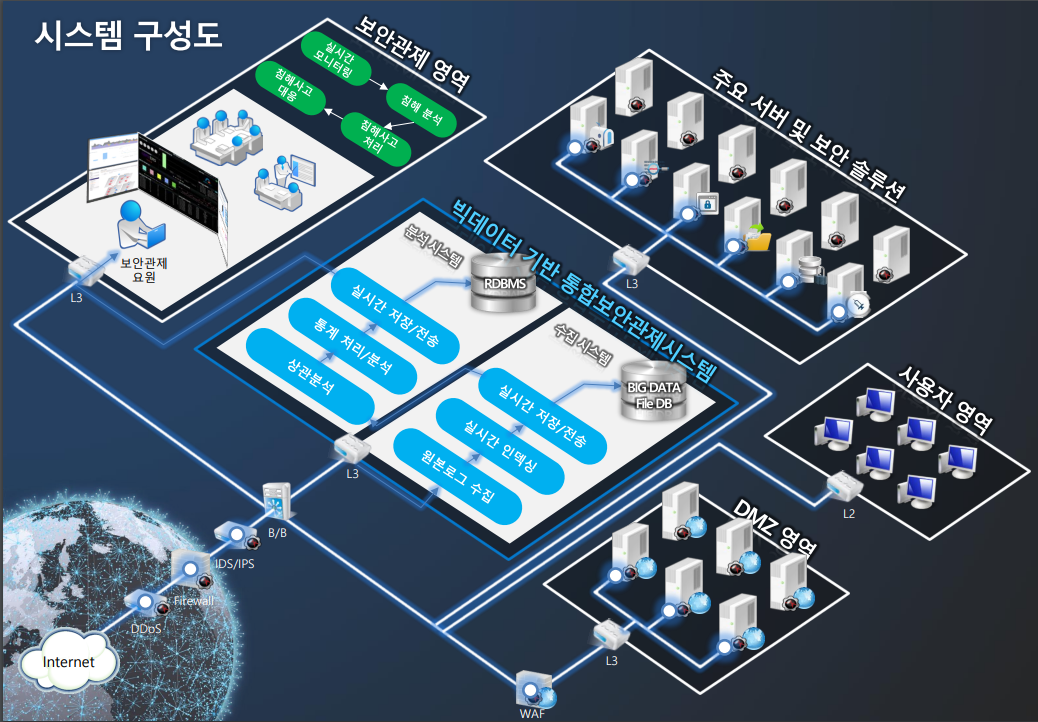 시스템 구성도
보안관제 영역
실시간
모니터링
침해 분석
침해사고
대응
침해사고
처리
보안관제
요원
L3
주요 서버 및 보안 솔루션
L3
빅데이터 기반 통합보안관제시스템
분석 시스템
RDBMS
실시간 저장/전송
통계 처리/분석
상관분석
수집 시스템
BIG DATA
File DB
실시간 저장/전송
실시간 인덱싱
원본로그 수집
L3
사용자 영역
L2
DMZ 영역
L3
B/B
IDS/IPS
Firewall
DDoS
Internet
WAF